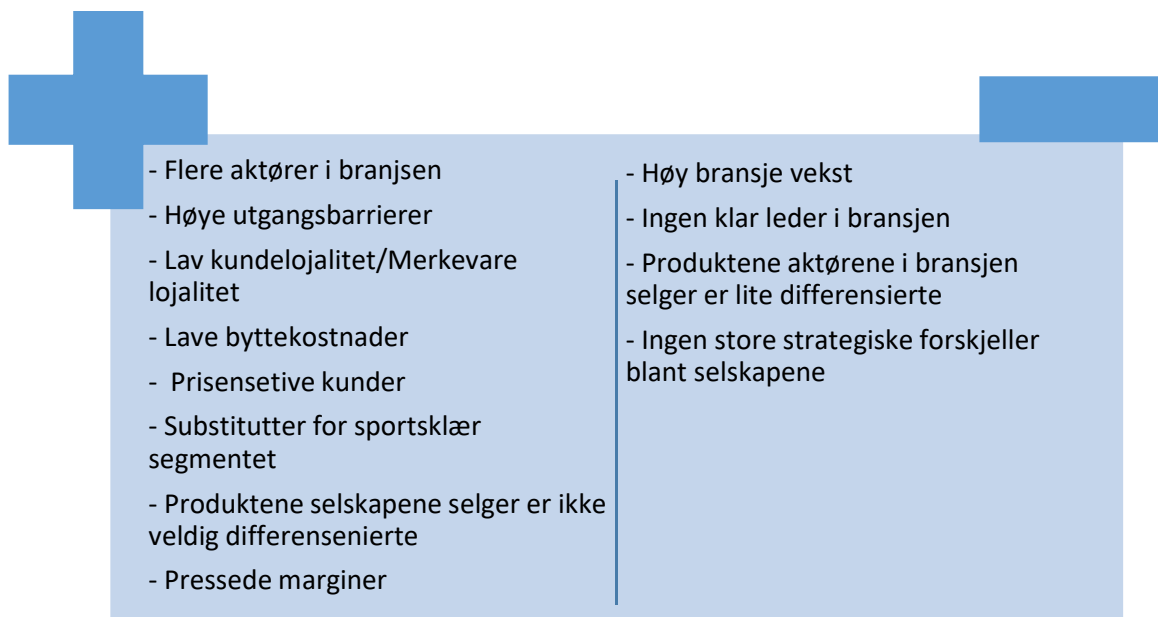 - Flere aktører i branjsen
- Høye utgangsbarrierer
- Lav kundelojalitet/Merkevare
lojalitet
- Lave byttekostnader
-  Prisensetive kunder
- Substitutter for sportsklær
segmentet
- Produktene selskapene selger er ikke
veldig differensenierte
- Pressede marginer
- Høy bransje vekst
- Ingen klar leder i bransjen
- Produktene aktørene i bransjen
selger er lite differensierte
- Ingen store strategiske forskjeller
blant selskapene